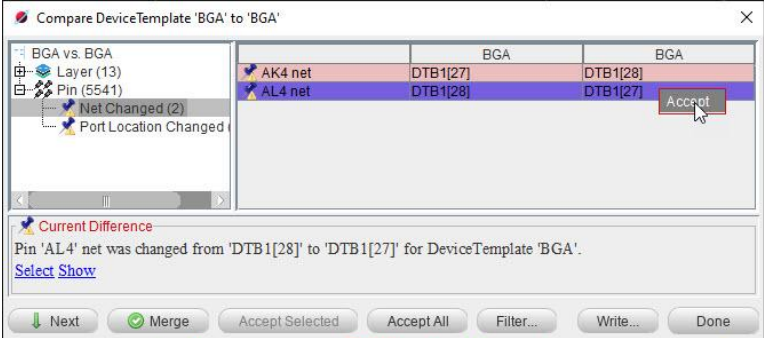 Compare DeviceTemplate 'BGA' to 'BGA'
BGA vs. BGA
Layer (13)
Pin (5541)
Net Changed (2)
Port Location Changed
BGA BGA
AK4 net DTB1[27] DTB1[28]
AL4 net DTB1[28] DTB1[27]
Accept
Current Difference
Pin 'AL4' net was changed from 'DTB1[28]' to 'DTB1[27]' for DeviceTemplate 'BGA'.
Select Show
Next Merge Accept Selected Accept All Filter... Write... Done